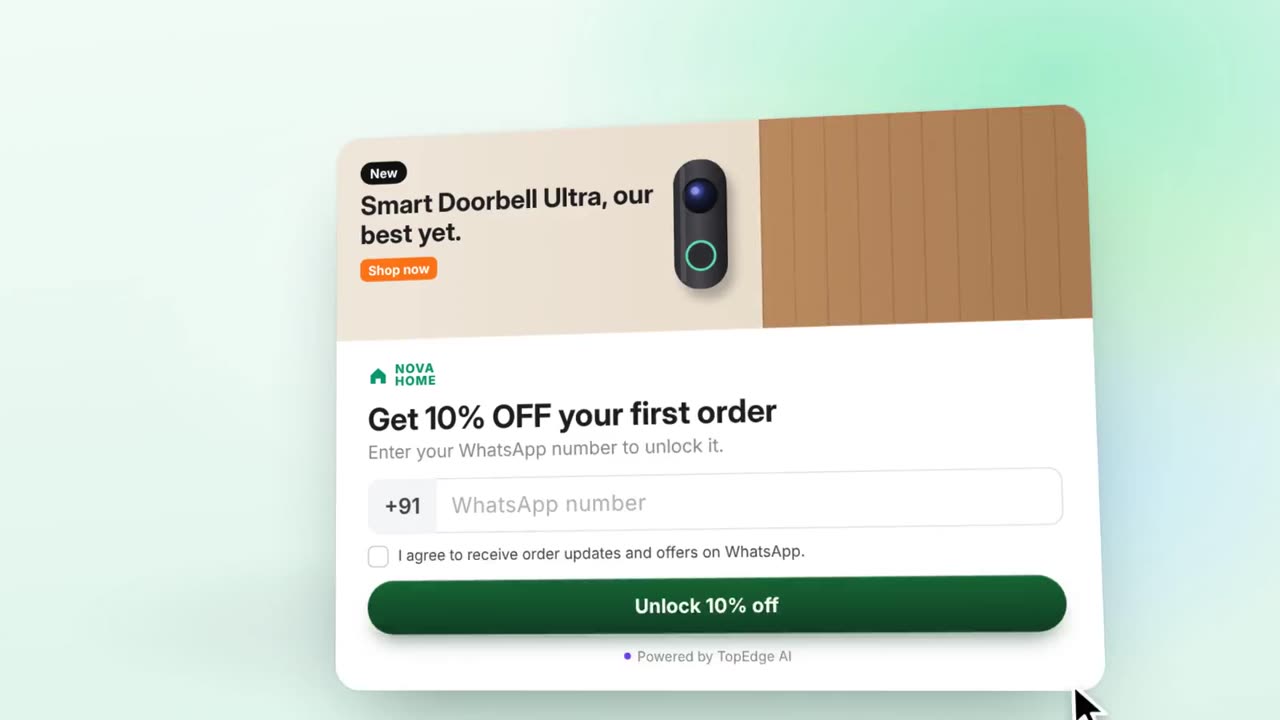 New
Smart Doorbell Ultra, our
best yet.
Shop now
NOVA
HOME
Get 10% OFF your first order
Enter your WhatsApp number to unlock it.
+91 WhatsApp number
I agree to receive order updates and offers on WhatsApp.
Unlock 10% off
Powered by TopEdge AI